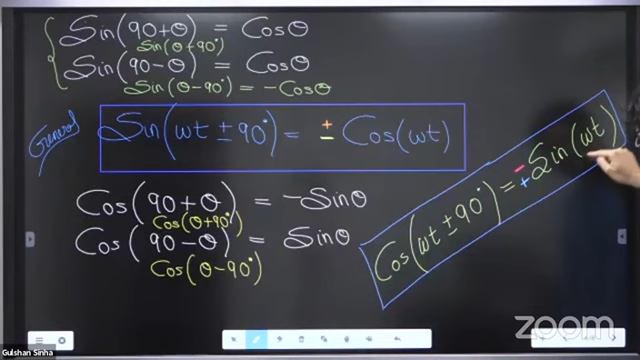 Sin(90+θ) = Cosθ
Sin(θ+90°)
Sin(90-θ) = Cosθ
Sin(θ-90°) = -Cosθ
General
Sin(ωt ± 90°) = ± Cos(ωt)
Cos(90+θ) = -Sinθ
Cos(θ+90°)
Cos(90-θ) = Sinθ
Cos(θ-90°)
Cos(ωt ± 90°) = ∓ Sin(ωt)
zoom
Gulshan Sinha